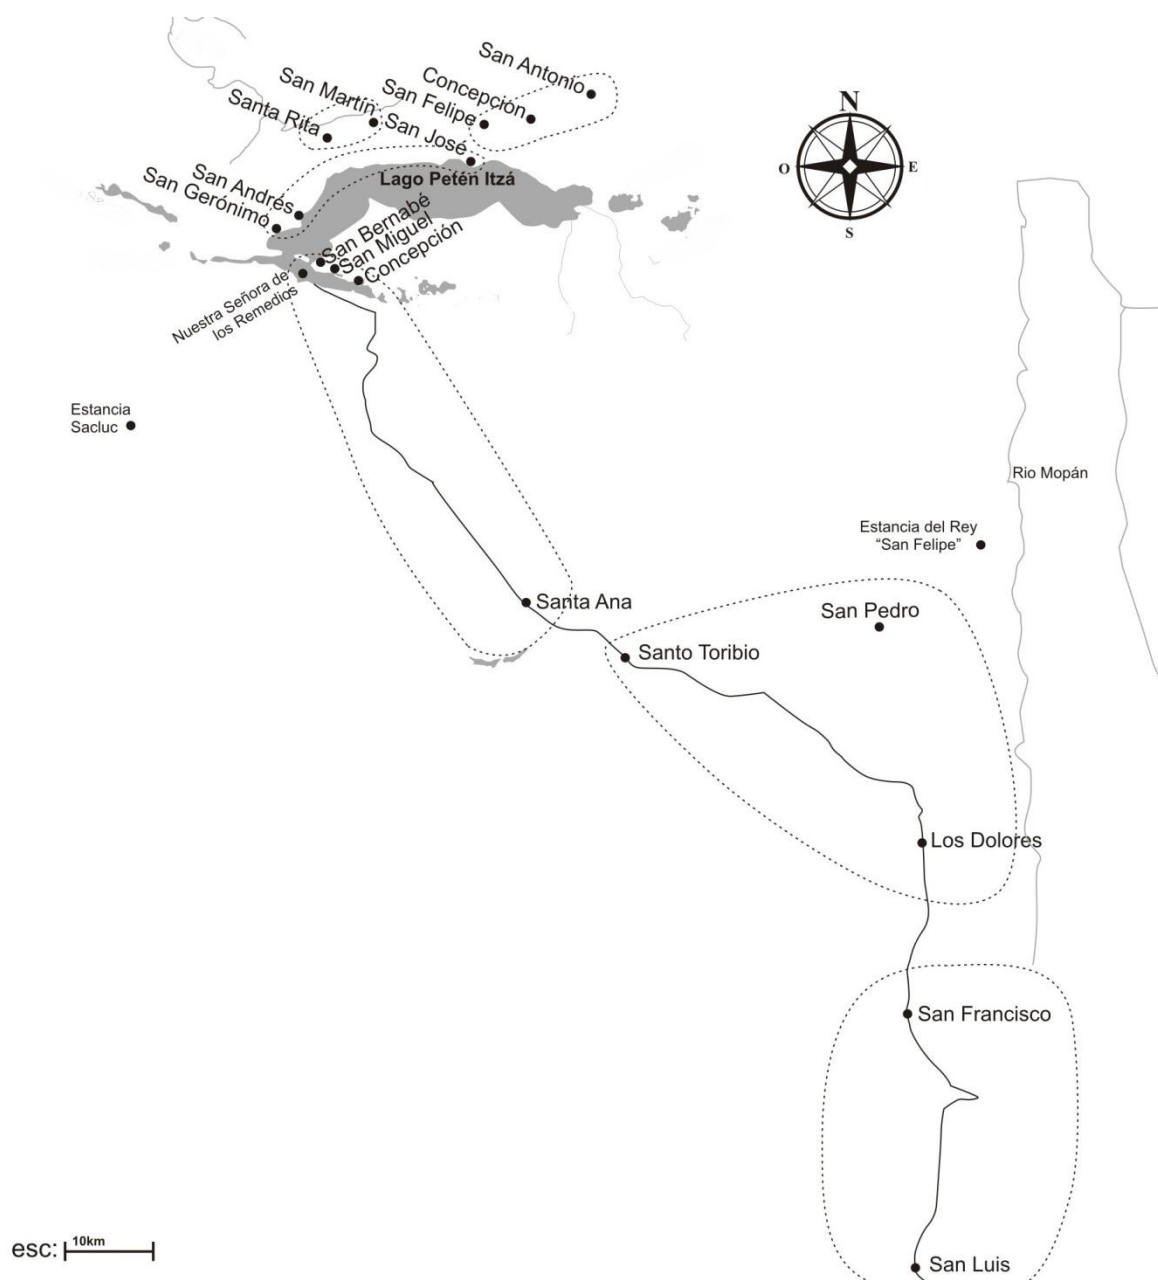 San Antonio
Concepción
San Felipe
San Martín
Santa Rita
San José
N
O
E
S
Lago Petén Itzá
San Andrés
San Gerónimo
San Bernabé
San Miguel
Concepción
Nuestra Señora de
los Remedios
Estancia
Sacluc
Rio Mopán
Estancia del Rey
“San Felipe”
Santa Ana
San Pedro
Santo Toribio
Los Dolores
San Francisco
San Luis
esc: 10km